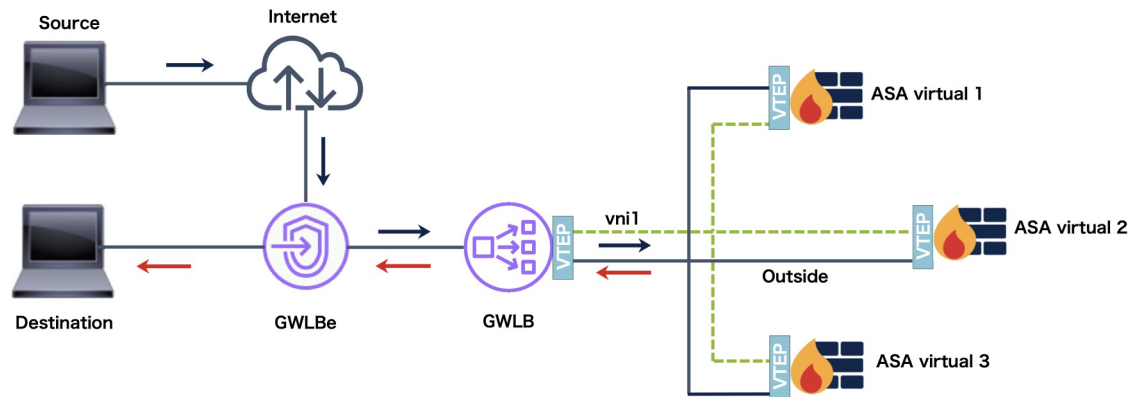 Source
Internet
VTEP
ASA virtual 1
vni1
VTEP
VTEP
ASA virtual 2
Outside
Destination
GWLBe
GWLB
VTEP
ASA virtual 3